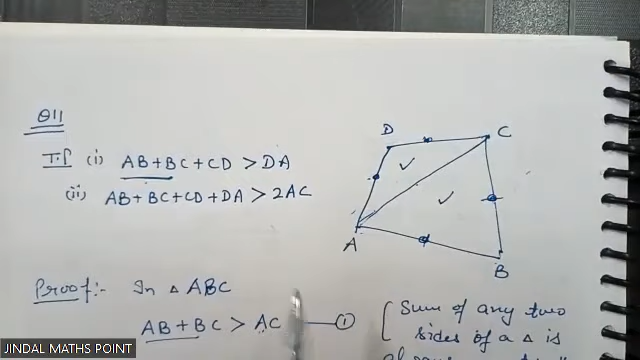 Q11
T.P (i) AB+BC+CD>DA
(ii) AB+BC+CD+DA>2AC
D
C
A
B
Proof:- In △ ABC
AB+BC>AC —①
[Sum of any two
sides of a △ is
JINDAL MATHS POINT